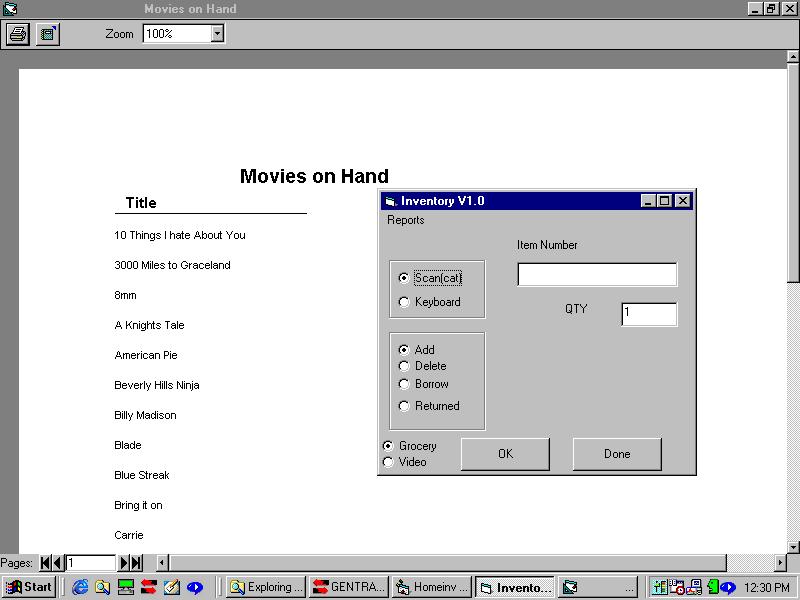 Movies on Hand
Zoom 100%
Movies on Hand
Title
10 Things I hate About You
3000 Miles to Graceland
8mm
A Knights Tale
American Pie
Beverly Hills Ninja
Billy Madison
Blade
Blue Streak
Bring it on
Carrie
Inventory V1.0
Reports
Item Number
Scan(cat)
Keyboard
QTY 1
Add
Delete
Borrow
Returned
Grocery
Video
OK Done
Pages: 1
Start Exploring ... GENTRA... Homeinv ... Invento... ... 12:30 PM